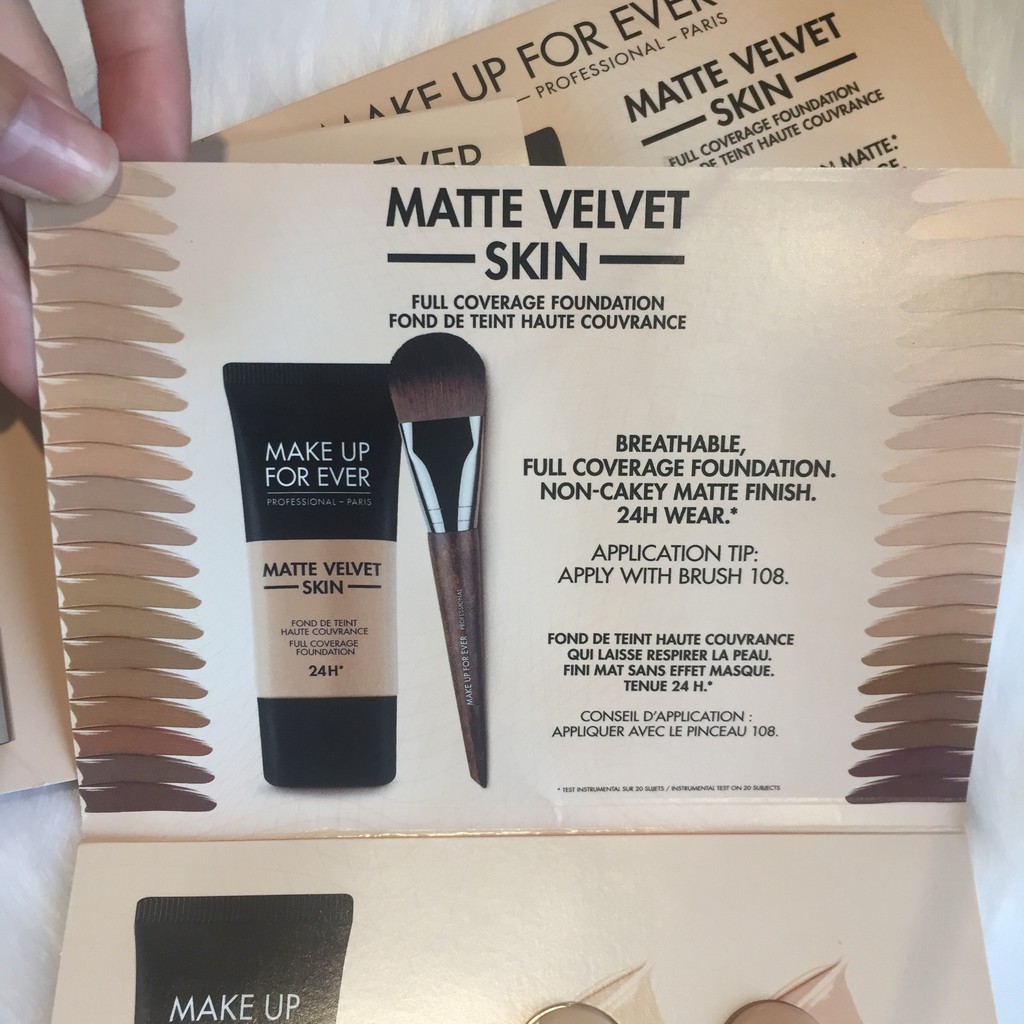 MAKE UP FOR EVER
PROFESSIONAL – PARIS
MATTE VELVET
SKIN
FULL COVERAGE FOUNDATION
DE TEINT HAUTE COUVRANCE
MATTE:
EVER
MATTE VELVET
SKIN
FULL COVERAGE FOUNDATION
FOND DE TEINT HAUTE COUVRANCE
MAKE UP
FOR EVER
PROFESSIONAL – PARIS
MATTE VELVET
SKIN
FOND DE TEINT
HAUTE COUVRANCE
FULL COVERAGE
FOUNDATION
24H*
MAKE UP FOR EVER PROFESSIONAL
BREATHABLE,
FULL COVERAGE FOUNDATION.
NON-CAKEY MATTE FINISH.
24H WEAR.*
APPLICATION TIP:
APPLY WITH BRUSH 108.
FOND DE TEINT HAUTE COUVRANCE
QUI LAISSE RESPIRER LA PEAU.
FINI MAT SANS EFFET MASQUE.
TENUE 24 H.*
CONSEIL D'APPLICATION :
APPLIQUER AVEC LE PINCEAU 108.
* TEST INSTRUMENTAL SUR 20 SUJETS / INSTRUMENTAL TEST ON 20 SUBJECTS
MAKE UP